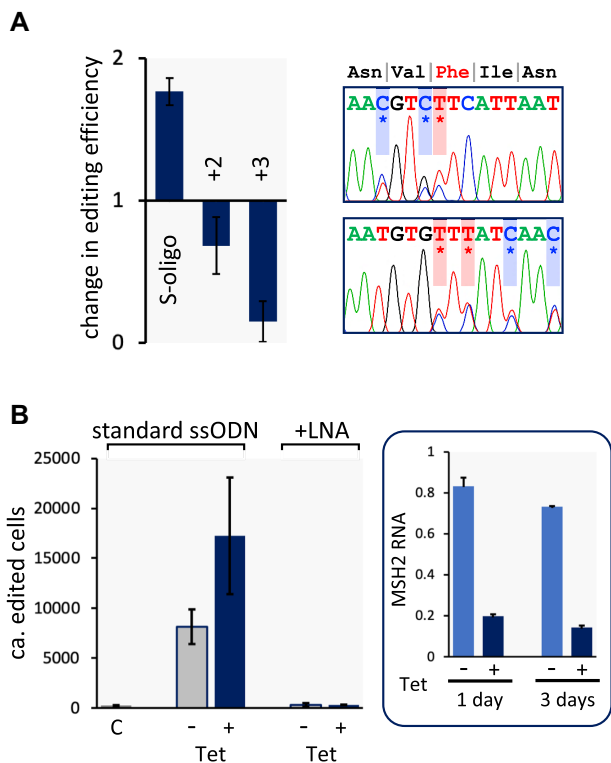 A
change in editing efficiency
2
1
0
S-oligo
+2
+3
Asn|Val|Phe|Ile|Asn
AACGTCTTCATTAAT
* * *
AATGTGTTTATCAAC
* * * *
B
standard ssODN
+LNA
ca. edited cells
25000
20000
15000
10000
5000
0
C - + - +
Tet Tet
MSH2 RNA
1
0.8
0.6
0.4
0.2
0
Tet - + - +
1 day 3 days